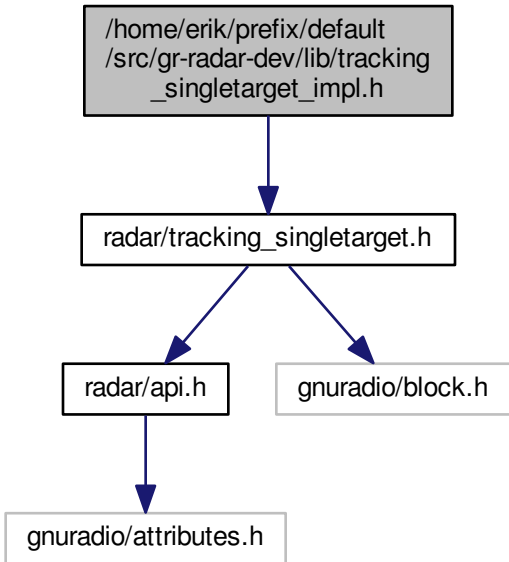 /home/erik/prefix/default
/src/gr-radar-dev/lib/tracking
_singletarget_impl.h
radar/tracking_singletarget.h
radar/api.h
gnuradio/block.h
gnuradio/attributes.h